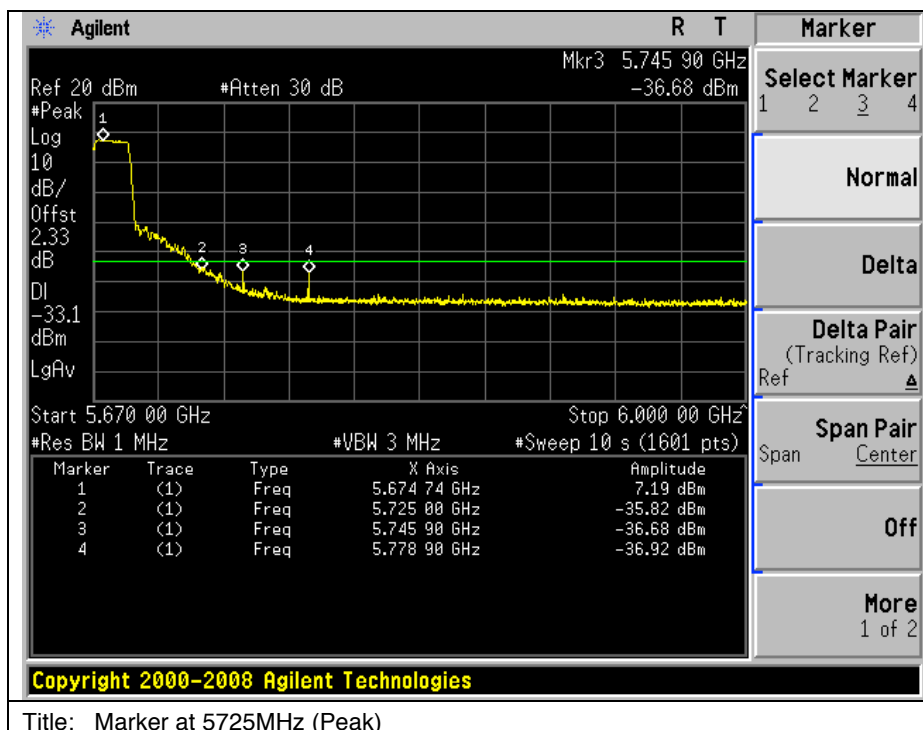 Agilent R T
Mkr3 5.745 90 GHz
Ref 20 dBm #Atten 30 dB -36.68 dBm
#Peak
Log
10
dB/
Offst
2.33
dB
DI
-33.1
dBm
LgAv
1
2
3
4
Start 5.670 00 GHz Stop 6.000 00 GHz^
#Res BW 1 MHz #VBW 3 MHz #Sweep 10 s (1601 pts)
Marker Trace Type X Axis Amplitude
1 (1) Freq 5.674 74 GHz 7.19 dBm
2 (1) Freq 5.725 00 GHz -35.82 dBm
3 (1) Freq 5.745 90 GHz -36.68 dBm
4 (1) Freq 5.778 90 GHz -36.92 dBm
Copyright 2000-2008 Agilent Technologies
Marker
Select Marker
1 2 3 4
Normal
Delta
Delta Pair
(Tracking Ref)
Ref Δ
Span Pair
Span Center
Off
More
1 of 2
Title: Marker at 5725MHz (Peak)